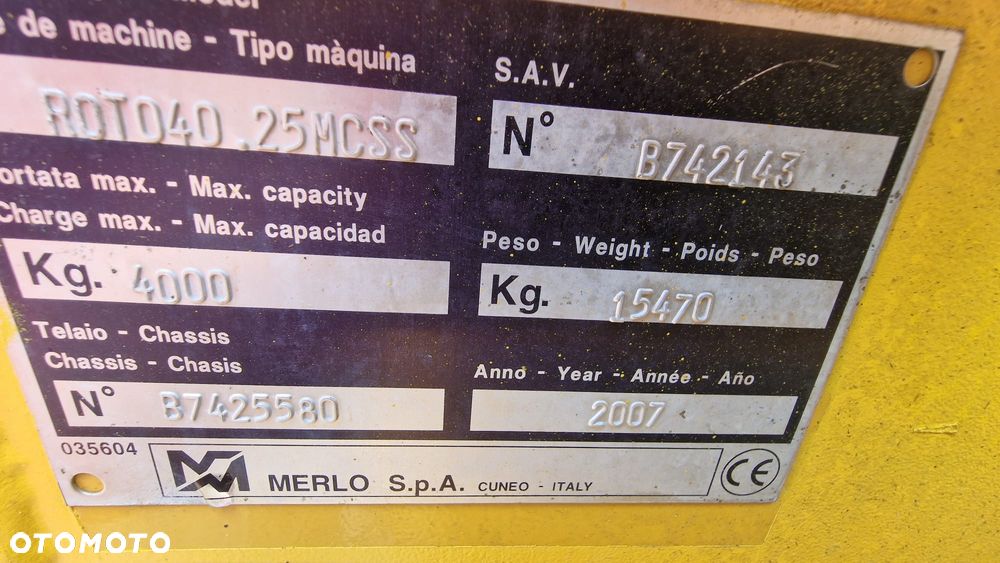 model
de machine - Tipo màquina
ROTO40.25MCSS
S.A.V.
N° B742143
ortata max. - Max. capacity
Charge max. - Max. capacidad
Kg. 4000
Peso - Weight - Poids - Peso
Kg. 15470
Telaio - Chassis
Chassis - Chasis
N° B7425580
Anno - Year - Année - Año
2007
035604
MERLO S.p.A. CUNEO - ITALY
CE
OTOMOTO